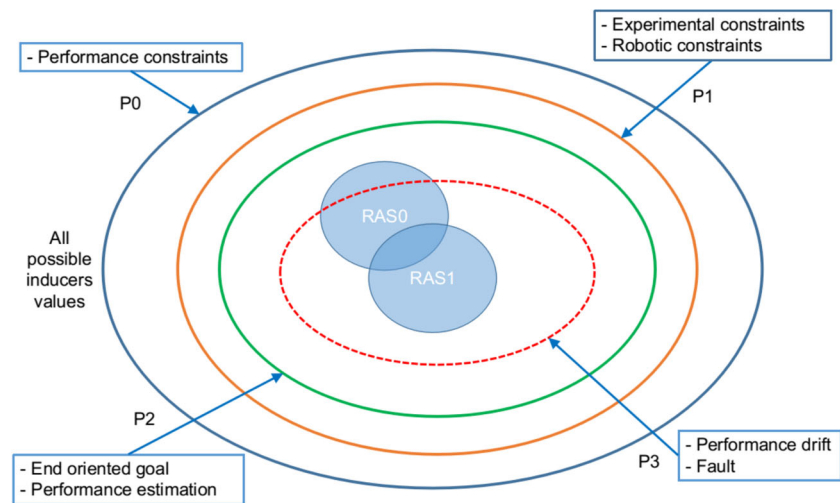 - Performance constraints
- Experimental constraints
- Robotic constraints
P0
P1
RAS0
All
possible
inducers
values
RAS1
P2
- End oriented goal
- Performance estimation
P3
- Performance drift
- Fault